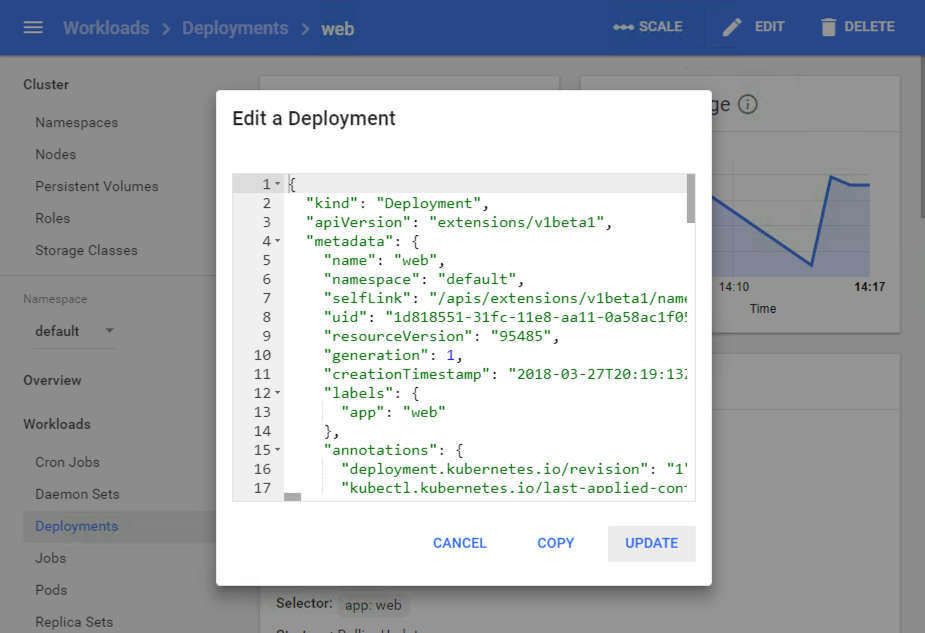 Workloads > Deployments > web
SCALE
EDIT
DELETE
Cluster
Namespaces
Nodes
Persistent Volumes
Roles
Storage Classes
Namespace
default
Overview
Workloads
Cron Jobs
Daemon Sets
Deployments
Jobs
Pods
Replica Sets
Edit a Deployment
1 {
2 "kind": "Deployment",
3 "apiVersion": "extensions/v1beta1",
4 "metadata": {
5 "name": "web",
6 "namespace": "default",
7 "selfLink": "/apis/extensions/v1beta1/name
8 "uid": "1d818551-31fc-11e8-aa11-0a58ac1f05
9 "resourceVersion": "95485",
10 "generation": 1,
11 "creationTimestamp": "2018-03-27T20:19:13Z
12 "labels": {
13 "app": "web"
14 },
15 "annotations": {
16 "deployment.kubernetes.io/revision": "1"
17 "kubectl.kubernetes.io/last-applied-conf
CANCEL
COPY
UPDATE
ge
14:10
14:17
Time
Selector: app: web